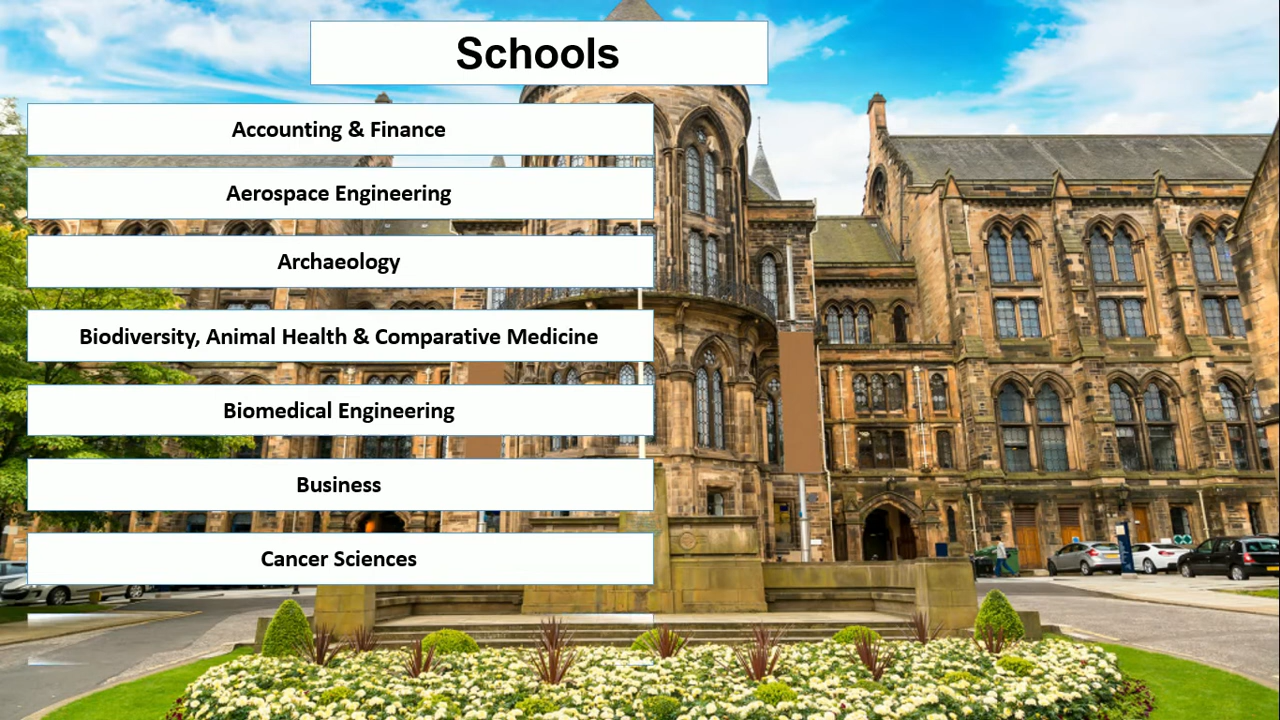 Schools
Accounting & Finance
Aerospace Engineering
Archaeology
Biodiversity, Animal Health & Comparative Medicine
Biomedical Engineering
Business
Cancer Sciences